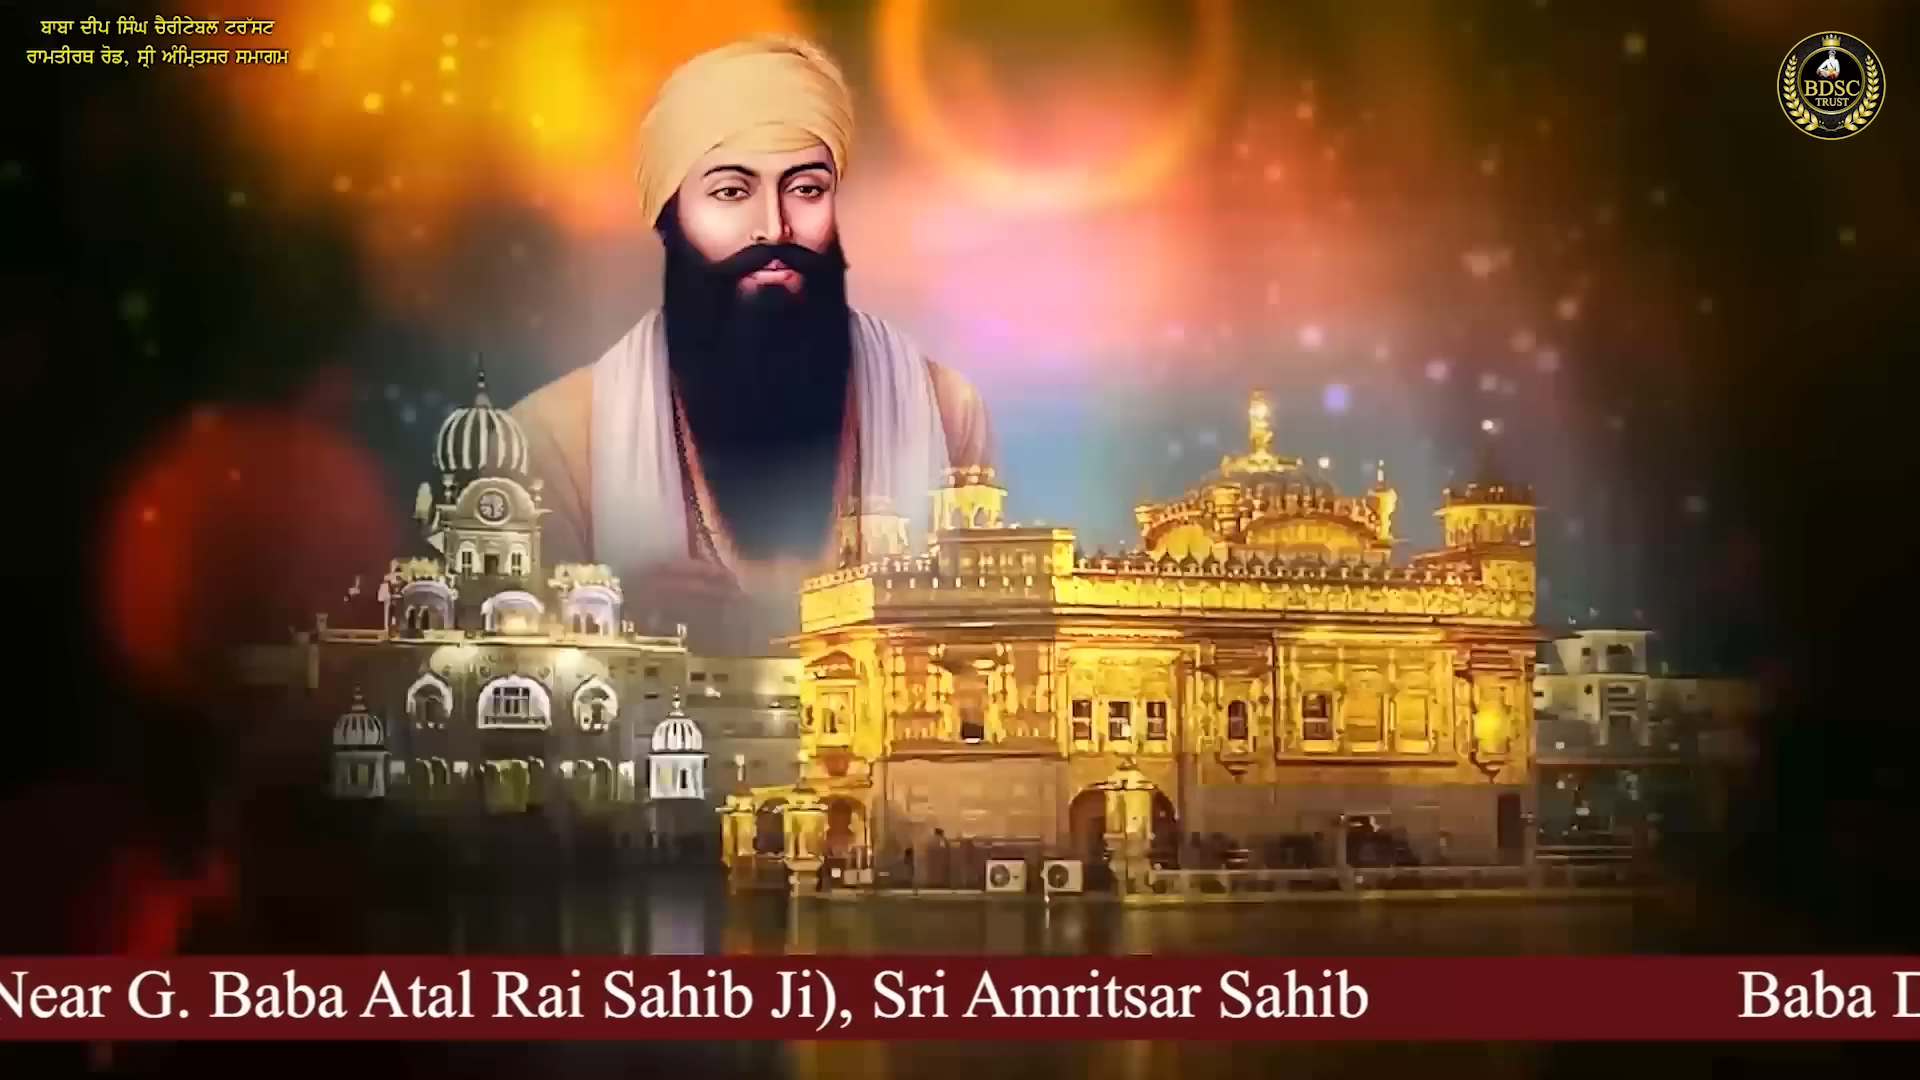 ਬਾਬਾ ਦੀਪ ਸਿੰਘ ਚੈਰੀਟੇਬਲ ਟਰੱਸਟ
ਰਾਮਤੀਰਥ ਰੋਡ, ਸ੍ਰੀ ਅੰਮ੍ਰਿਤਸਰ ਸਮਾਗਮ
BDSC
TRUST
Near G. Baba Atal Rai Sahib Ji), Sri Amritsar Sahib Baba D